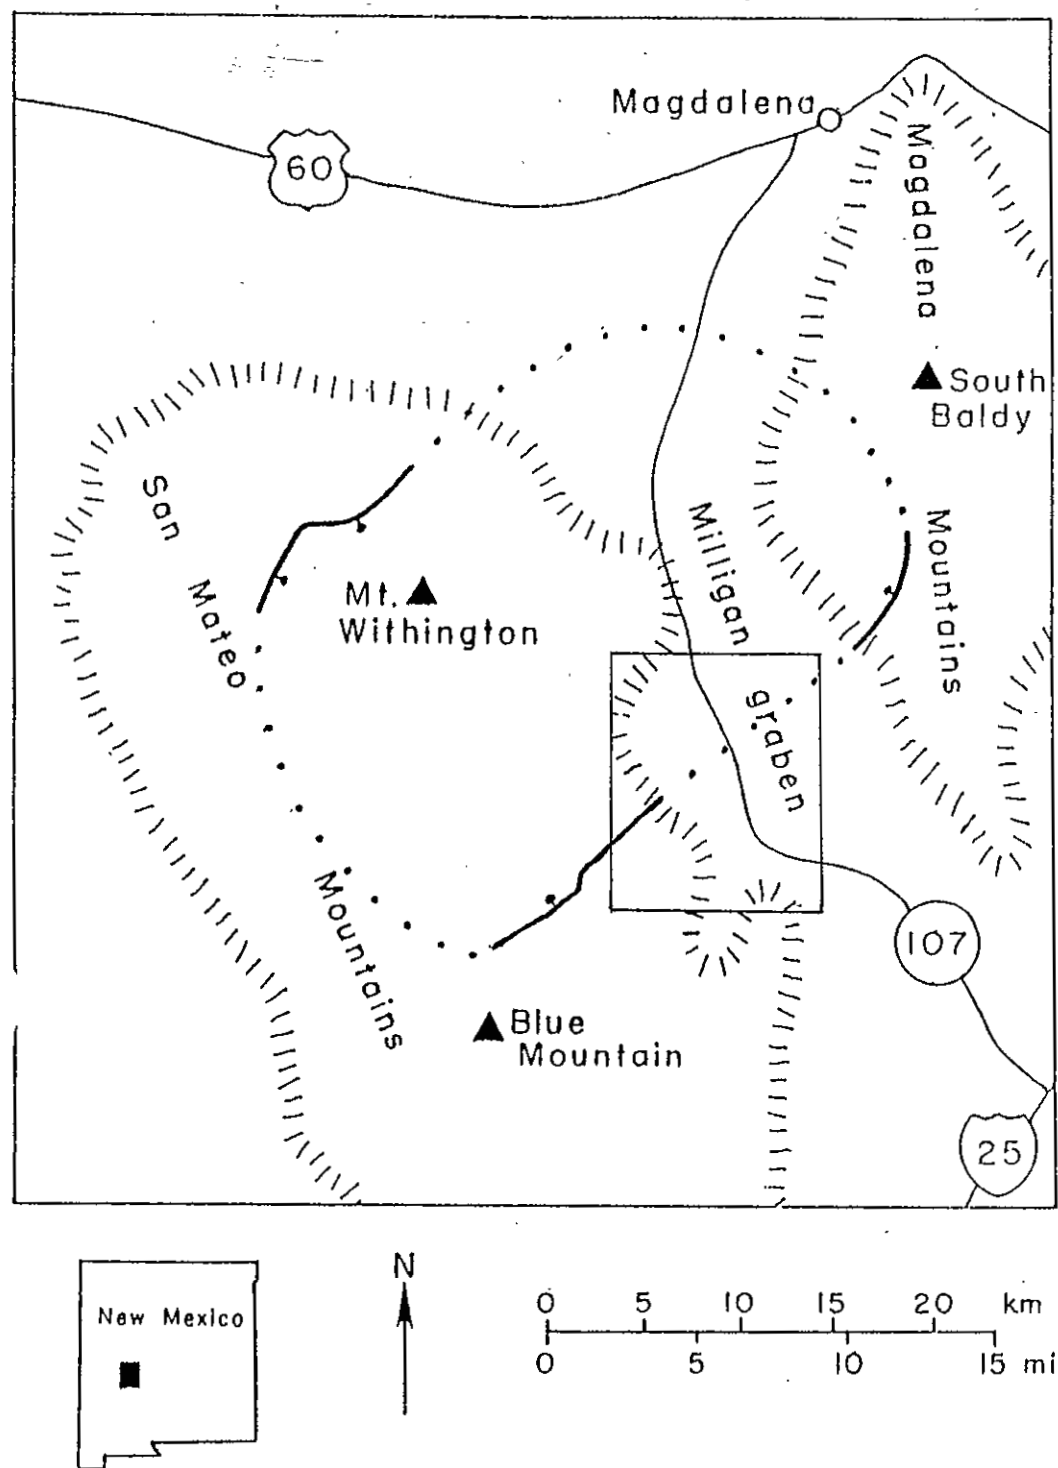 Magdalena
60
Magdalena
South
Baldy
San
Mateo
Mountains
Milligan
graben
Mountains
Mt.
Withington
Blue
Mountain
107
25
New Mexico
N
0 5 10 15 20 km
0 5 10 15 mi